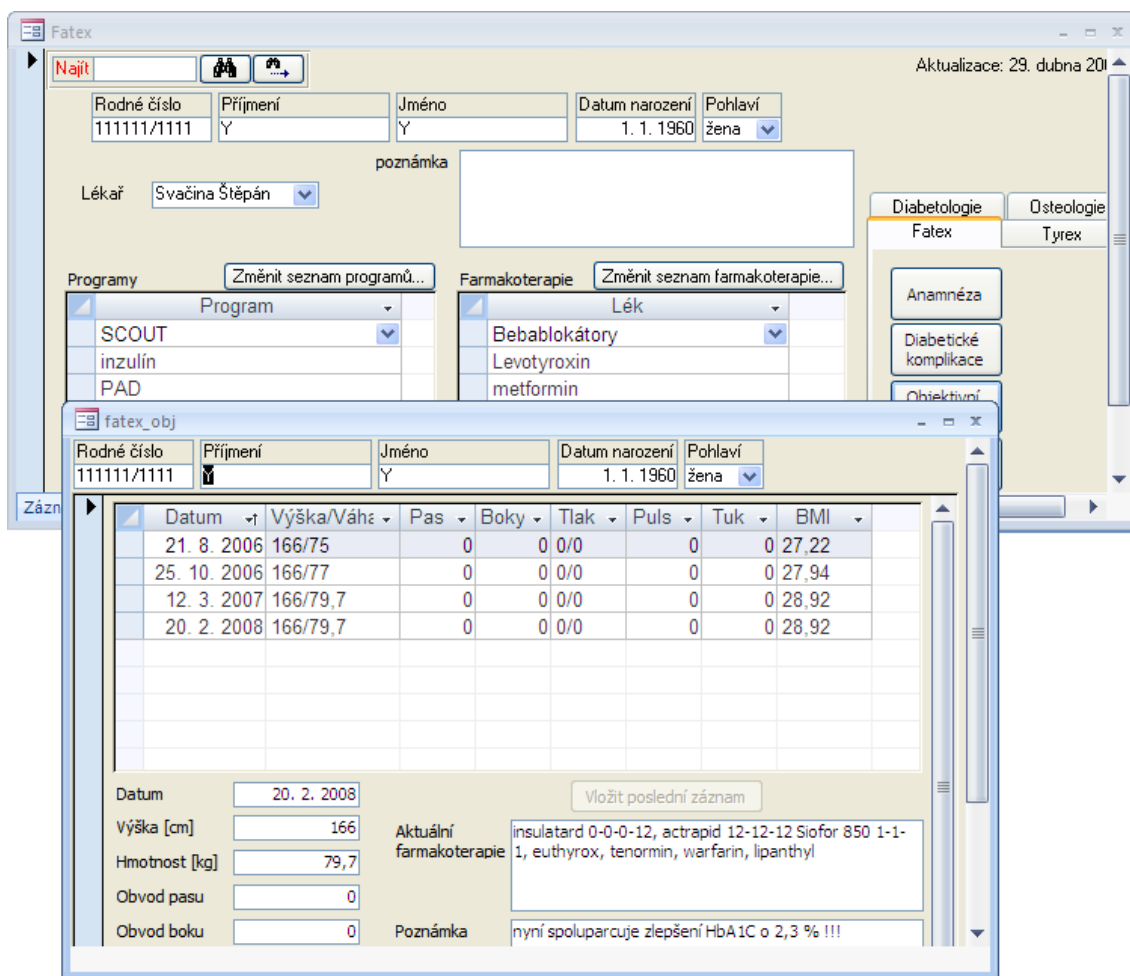 Fatex
Najít
Aktualizace: 29. dubna 20
Rodné číslo Příjmení Jméno Datum narození Pohlaví
111111/1111 Y Y 1. 1. 1960 žena
poznámka
Lékař Svačina Štěpán
Diabetologie Osteologie
Fatex Tyrex
Programy Změnit seznam programů... Farmakoterapie Změnit seznam farmakoterapie...
Program Lék
Anamnéza
SCOUT Bebablokátory
inzulín Levotyroxin
Diabetické
komplikace
PAD metformin
Objektivní
fatex_obj
Rodné číslo Příjmení Jméno Datum narození Pohlaví
111111/1111 Y Y 1. 1. 1960 žena
Zázn
Datum Výška/Váha Pas Boky Tlak Puls Tuk BMI
21. 8. 2006 166/75 0 0 0/0 0 0 27,22
25. 10. 2006 166/77 0 0 0/0 0 0 27,94
12. 3. 2007 166/79,7 0 0 0/0 0 0 28,92
20. 2. 2008 166/79,7 0 0 0/0 0 0 28,92
Datum 20. 2. 2008 Vložit poslední záznam
Výška [cm] 166
Aktuální
farmakoterapie
insulatard 0-0-0-12, actrapid 12-12-12 Siofor 850 1-1-
1, euthyrox, tenormin, warfarin, lipanthyl
Hmotnost [kg] 79,7
Obvod pasu 0
Obvod boku 0 Poznámka nyní spoluparcuje zlepšení HbA1C o 2,3 % !!!